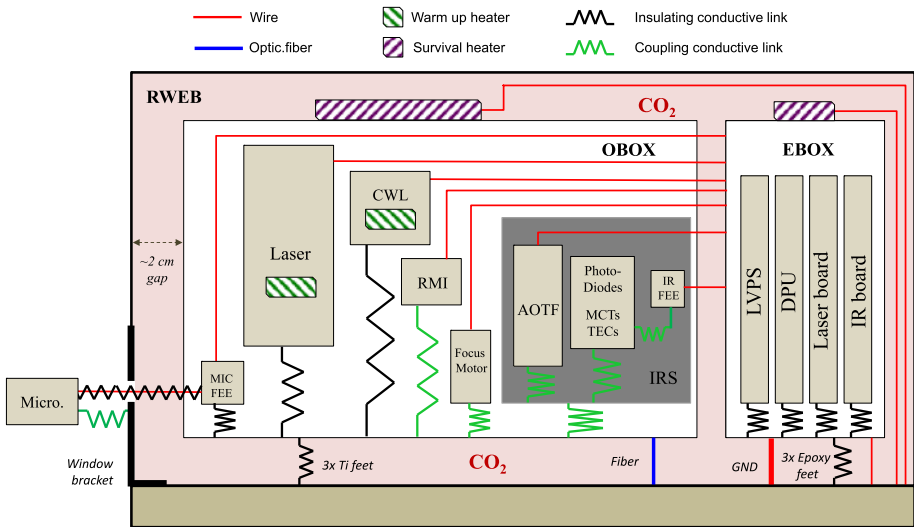 Wire
Warm up heater
Insulating conductive link
Optic.fiber
Survival heater
Coupling conductive link
RWEB
CO2
OBOX
EBOX
CWL
~2 cm
gap
Laser
RMI
Photo-
Diodes
MCTs
TECs
IR
FEE
AOTF
LVPS
DPU
Laser board
IR board
Focus
Motor
IRS
MIC
FEE
Micro.
Window
bracket
3x Ti feet
CO2
Fiber
GND
3x Epoxy
feet